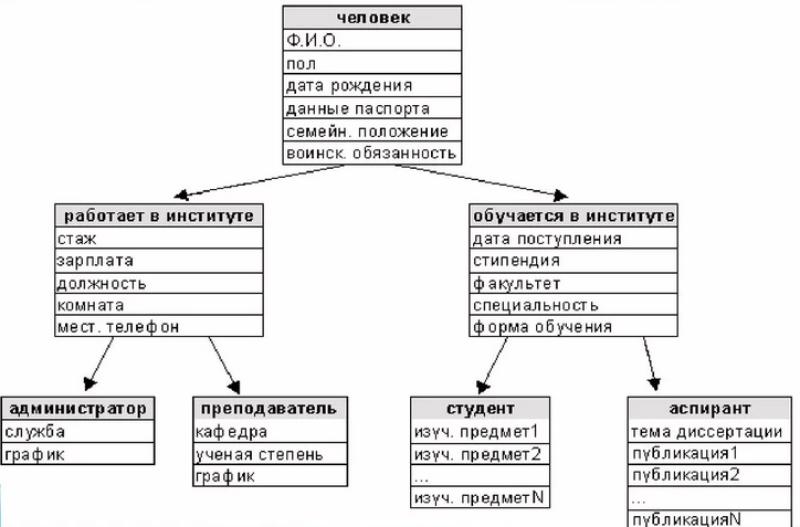 человек
Ф.И.О.
пол
дата рождения
данные паспорта
семейн. положение
воинск. обязанность
работает в институте
стаж
зарплата
должность
комната
мест. телефон
обучается в институте
дата поступления
стипендия
факультет
специальность
форма обучения
администратор
служба
график
преподаватель
кафедра
ученая степень
график
студент
изуч. предмет1
изуч. предмет2
...
изуч. предметN
аспирант
тема диссертации
публикация1
публикация2
...
публикацияN